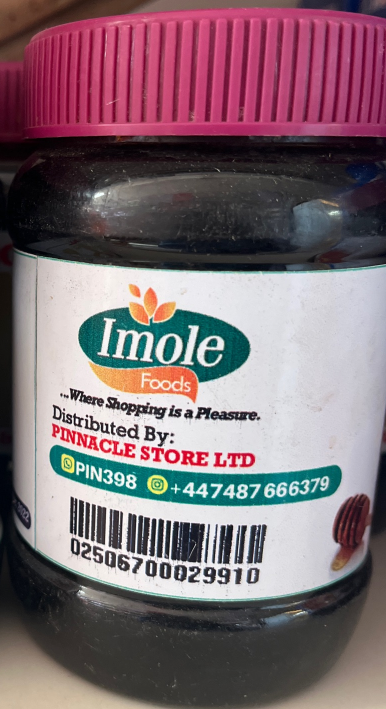 Imole
Foods
...Where Shopping is a Pleasure.
Distributed By:
PINNACLE STORE LTD
PIN398 +447487666379
02506700029910